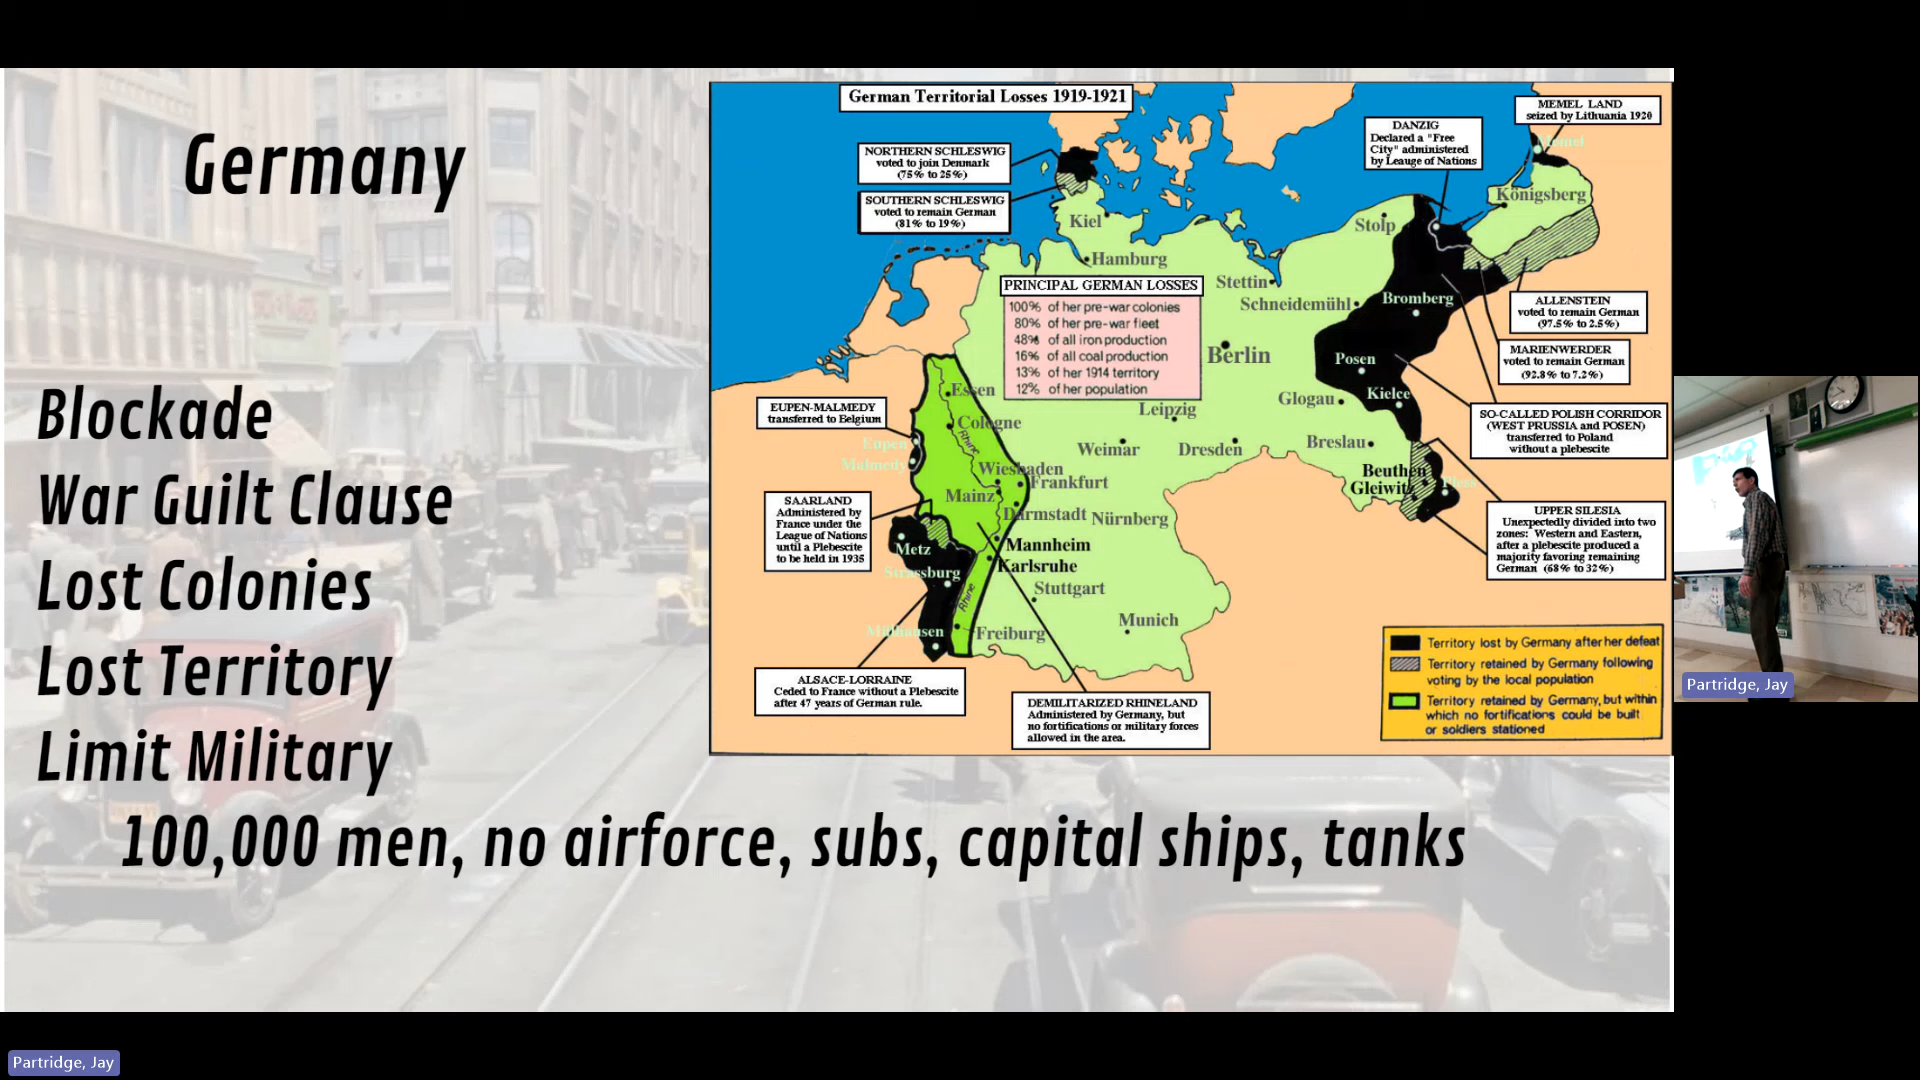 Germany
Blockade
War Guilt Clause
Lost Colonies
Lost Territory
Limit Military
100,000 men, no airforce, subs, capital ships, tanks
German Territorial Losses 1919-1921
NORTHERN SCHLESWIG
voted to join Denmark
(75% to 25%)
SOUTHERN SCHLESWIG
voted to remain German
(81% to 19%)
DANZIG
Declared a "Free
City" administered
by Leauge of Nations
MEMEL LAND
seized by Lithuania 1920
Memel
Königsberg
Kiel
Stolp
Hamburg
Stettin
Schneidemühl
Bromberg
PRINCIPAL GERMAN LOSSES
100% of her pre-war colonies
80% of her pre-war fleet
48% of all iron production
16% of all coal production
13% of her 1914 territory
12% of her population
Berlin
Posen
Kielce
Glogau
ALLENSTEIN
voted to remain German
(97.5% to 2.5%)
MARIENWERDER
voted to remain German
(92.8% to 7.2%)
SO-CALLED POLISH CORRIDOR
(WEST PRUSSIA and POSEN)
transferred to Poland
without a plebescite
Essen
EUPEN-MALMEDY
transferred to Belgium
Cologne
Rhine
Eupen
Malmedy
Leipzig
Weimar
Dresden
Breslau
Beuthen
Gleiwitz
Pless
Wiesbaden
Frankfurt
Mainz
Darmstadt
Nürnberg
SAARLAND
Administered by
France under the
League of Nations
until a Plebescite
to be held in 1935
Metz
Mannheim
Karlsruhe
Strassburg
Stuttgart
Rhine
Munich
Mülhausen
Freiburg
UPPER SILESIA
Unexpectedly divided into two
zones: Western and Eastern,
after a plebescite produced a
majority favoring remaining
German (68% to 32%)
ALSACE-LORRAINE
Ceded to France without a Plebescite
after 47 years of German rule.
DEMILITARIZED RHINELAND
Administered by Germany, but
no fortifications or military forces
allowed in the area.
Territory lost by Germany after her defeat
Territory retained by Germany following
voting by the local population
Territory retained by Germany, but within
which no fortifications could be built
or soldiers stationed
Partridge, Jay
Partridge, Jay